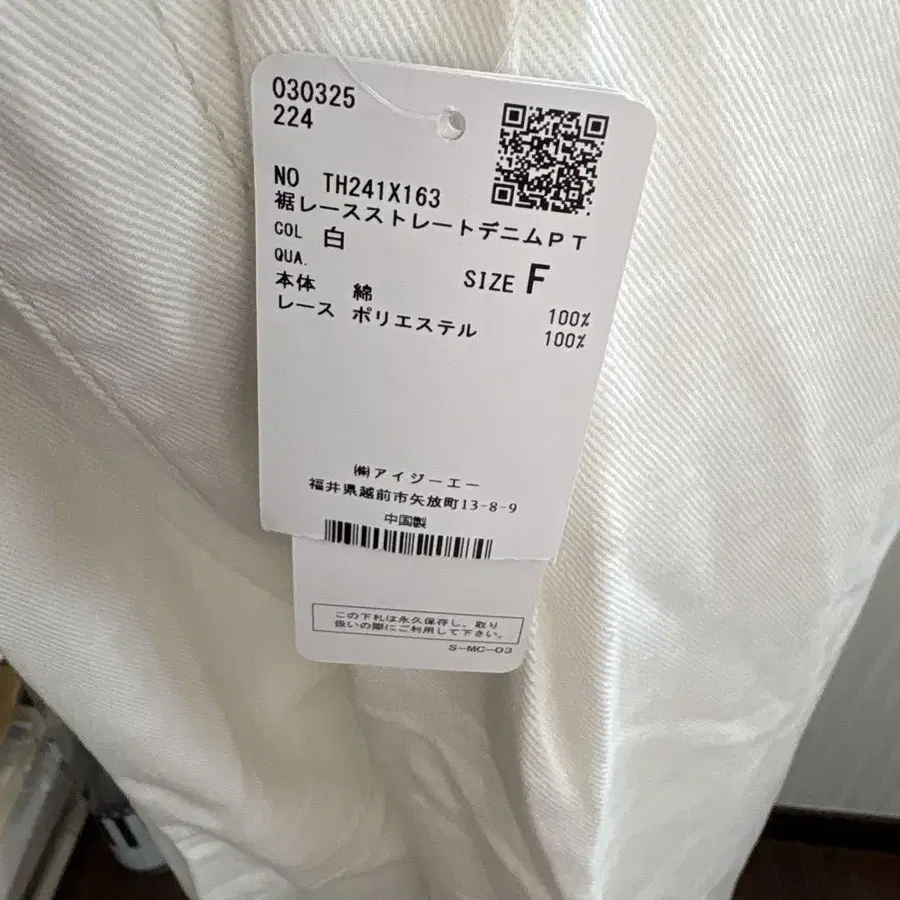 030325
224
NO TH241X163
裾レースストレートデニムPT
COL 白
QUA. SIZE F
本体 綿 100%
レース ポリエステル 100%
㈱アイジーエー
福井県越前市矢放町13-8-9
中国製
この下札は永久保存し、取り
扱いの際にご利用して下さい。
S-MC-03